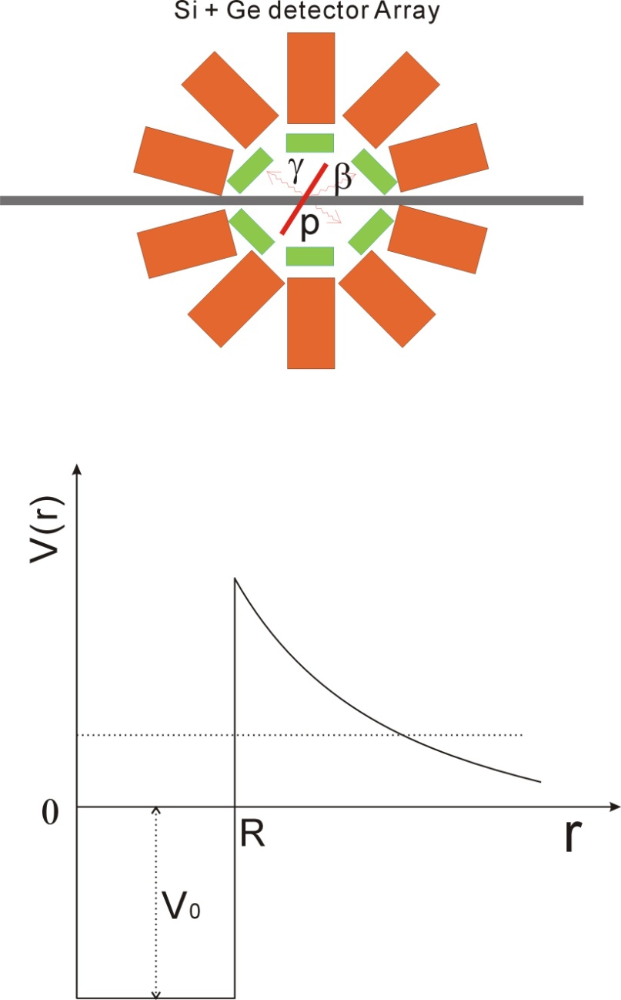 Si + Ge detector Array
γ
β
p
V(r)
0
R
r
V₀